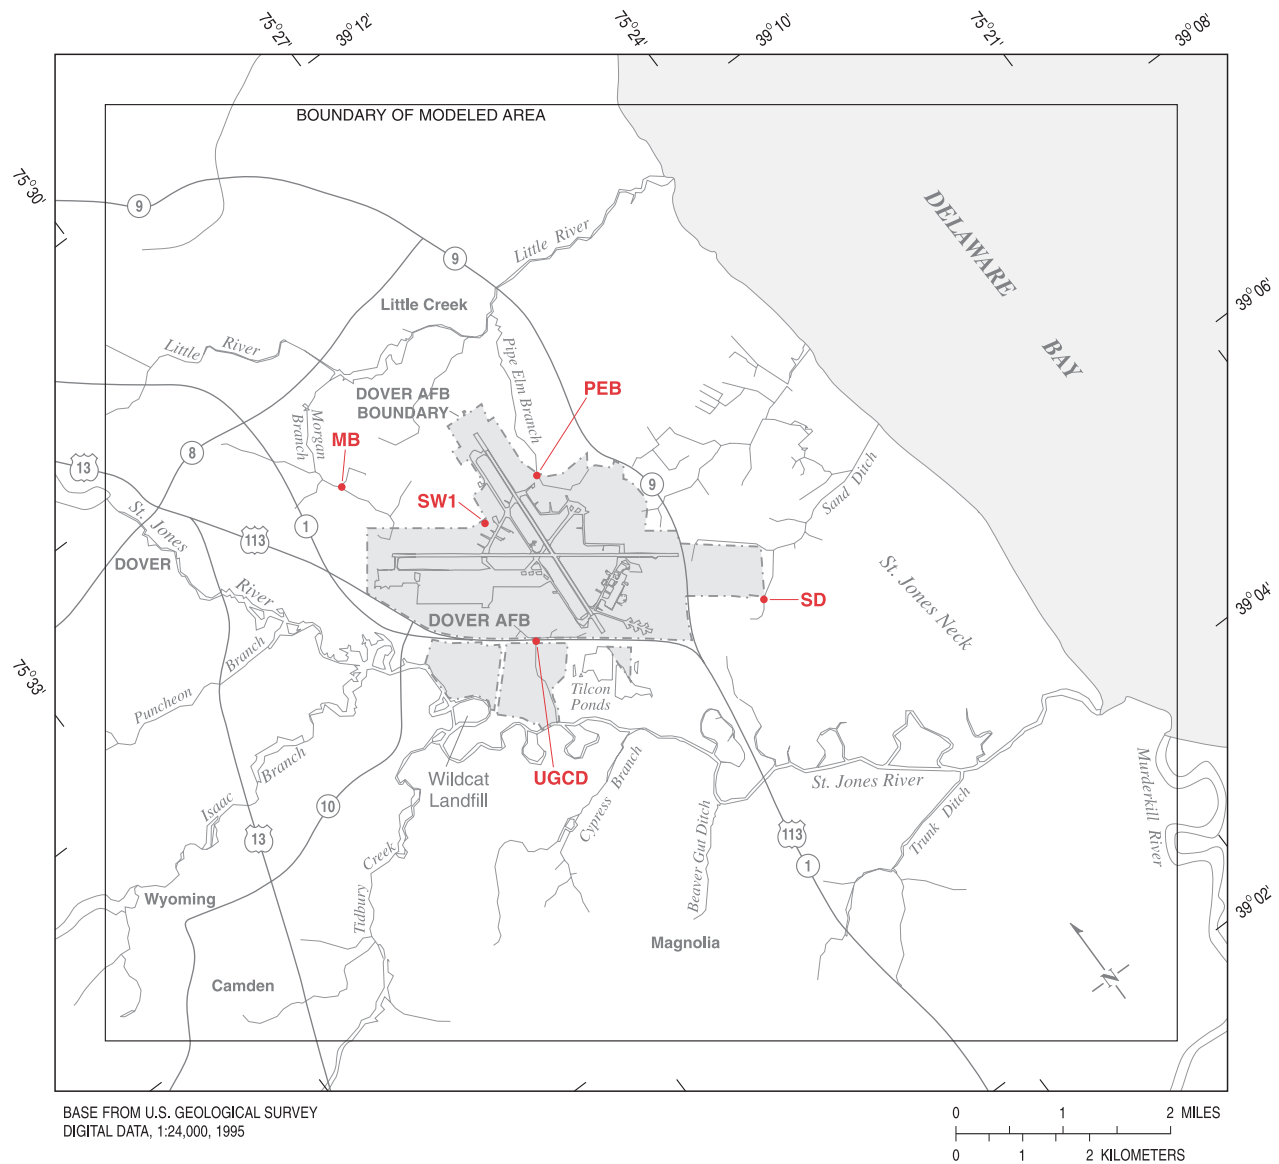 75°27'
39°12'
75°24'
39°10'
75°21'
39°08'
BOUNDARY OF MODELED AREA
75°30'
9
DELAWARE
BAY
Little River
9
39°06'
Little Creek
Little River
Pipe Elm Branch
DOVER AFB
BOUNDARY
PEB
Morgan
Branch
MB
8
13
9
Sand Ditch
SW1
St. Jones
River
1
113
DOVER
St. Jones Neck
SD
39°04'
DOVER AFB
75°33'
Puncheon Branch
Tilcon
Ponds
Isaac Branch
Wildcat
Landfill
UGCD
Cypress Branch
St. Jones River
Murderkill River
10
13
113
Trunk Ditch
1
Tidbury Creek
Beaver Gut Ditch
Wyoming
39°02'
Magnolia
N
Camden
BASE FROM U.S. GEOLOGICAL SURVEY
DIGITAL DATA, 1:24,000, 1995
0 1 2 MILES
0 1 2 KILOMETERS